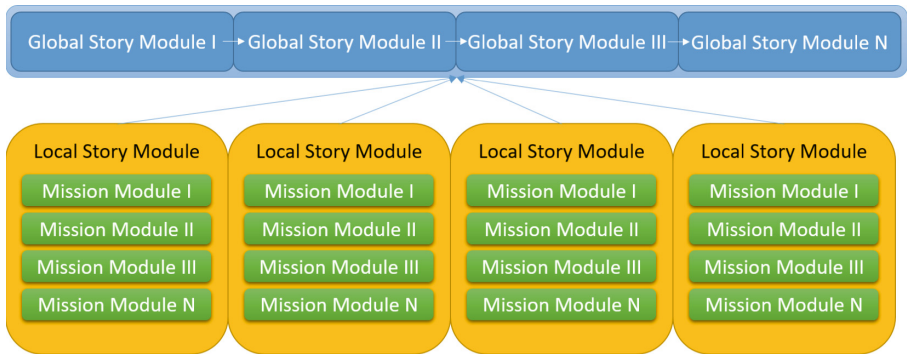 Global Story Module I
Global Story Module II
Global Story Module III
Global Story Module N
Local Story Module
Mission Module I
Mission Module II
Mission Module III
Mission Module N
Local Story Module
Mission Module I
Mission Module II
Mission Module III
Mission Module N
Local Story Module
Mission Module I
Mission Module II
Mission Module III
Mission Module N
Local Story Module
Mission Module I
Mission Module II
Mission Module III
Mission Module N